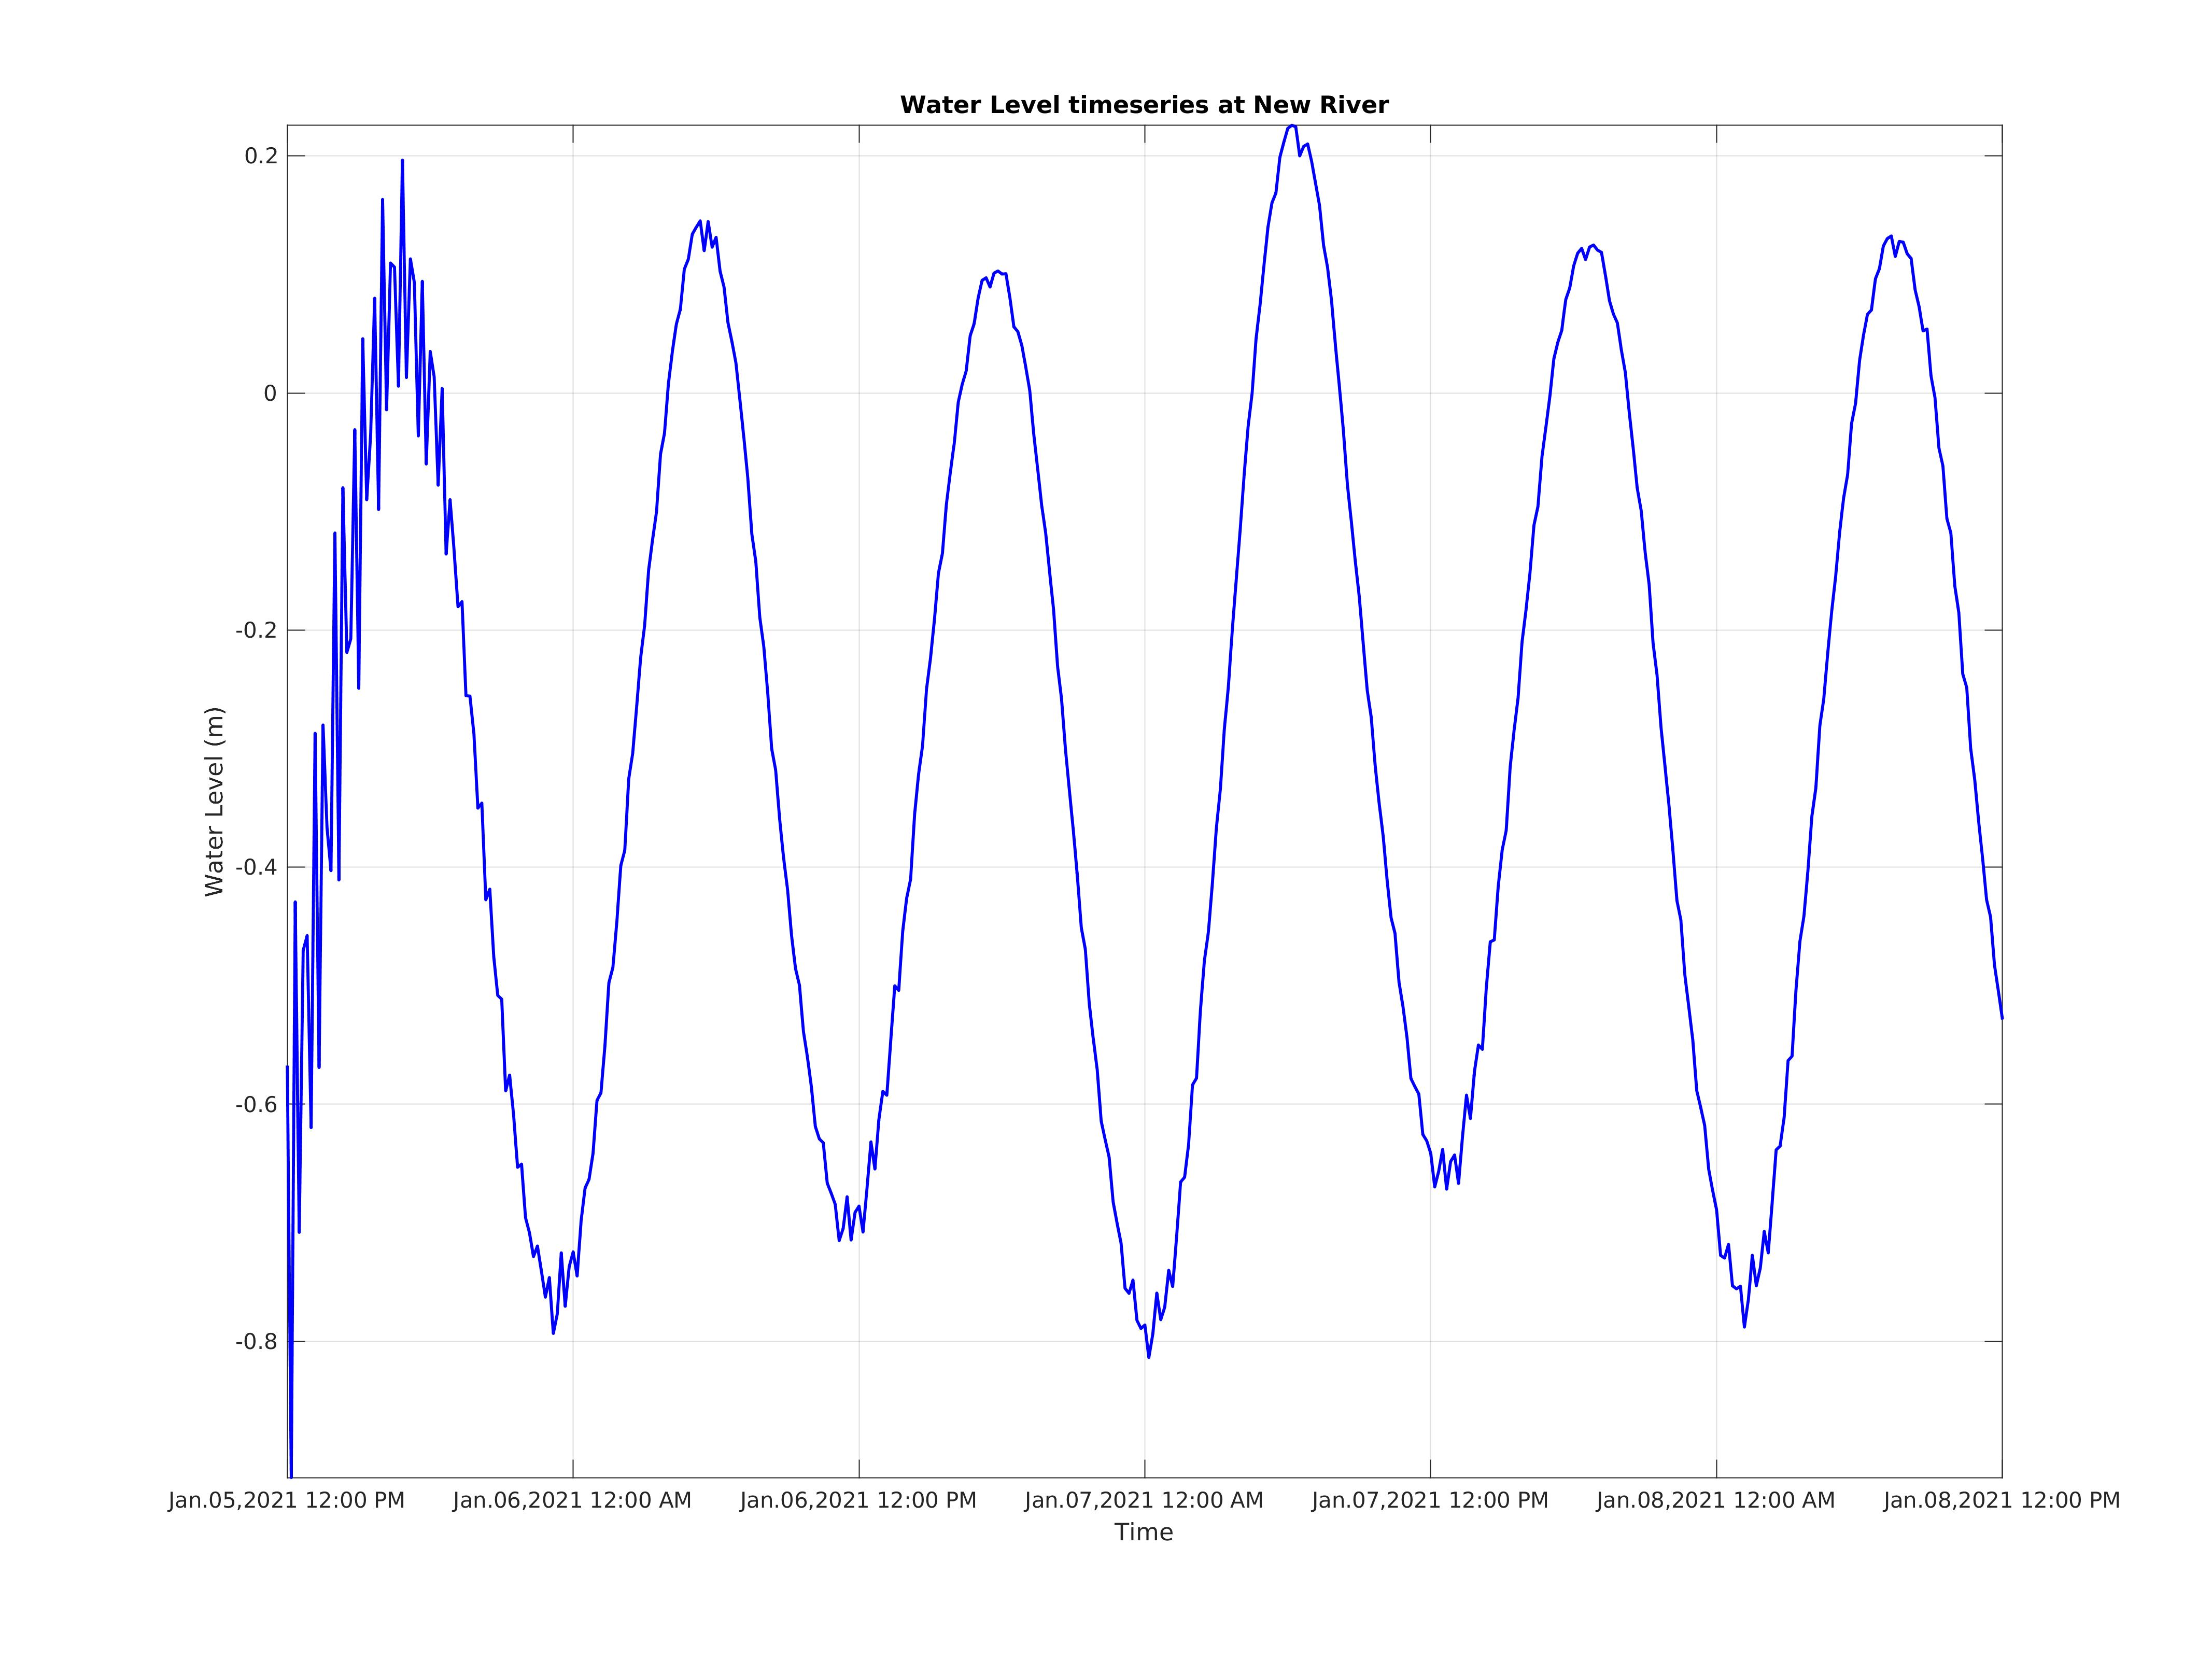 Water Level timeseries at New River
0.2
0
-0.2
-0.4
-0.6
-0.8
Water Level (m)
Jan.05,2021 12:00 PM
Jan.06,2021 12:00 AM
Jan.06,2021 12:00 PM
Jan.07,2021 12:00 AM
Jan.07,2021 12:00 PM
Jan.08,2021 12:00 AM
Jan.08,2021 12:00 PM
Time